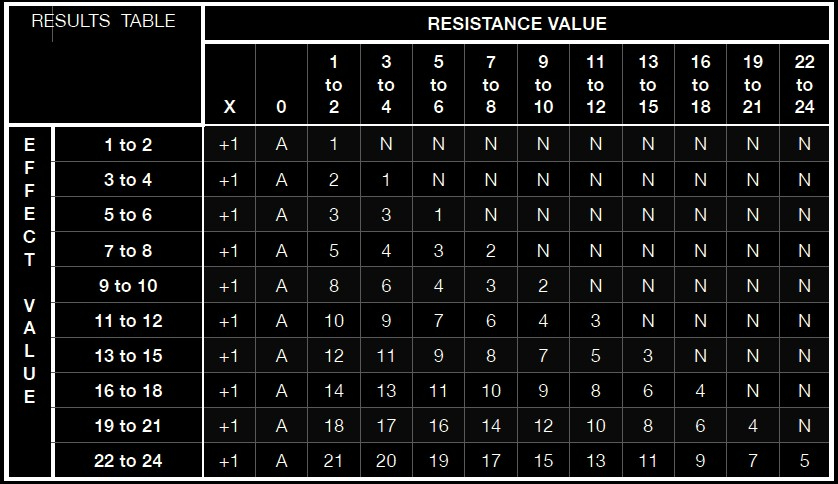 RESULTS TABLE
RESISTANCE VALUE
X 0 1 to 2 3 to 4 5 to 6 7 to 8 9 to 10 11 to 12 13 to 15 16 to 18 19 to 21 22 to 24
EFFECT VALUE
1 to 2 +1 A 1 N N N N N N N N N
3 to 4 +1 A 2 1 N N N N N N N N
5 to 6 +1 A 3 3 1 N N N N N N N
7 to 8 +1 A 5 4 3 2 N N N N N N
9 to 10 +1 A 8 6 4 3 2 N N N N N
11 to 12 +1 A 10 9 7 6 4 3 N N N N
13 to 15 +1 A 12 11 9 8 7 5 3 N N N
16 to 18 +1 A 14 13 11 10 9 8 6 4 N N
19 to 21 +1 A 18 17 16 14 12 10 8 6 4 N
22 to 24 +1 A 21 20 19 17 15 13 11 9 7 5